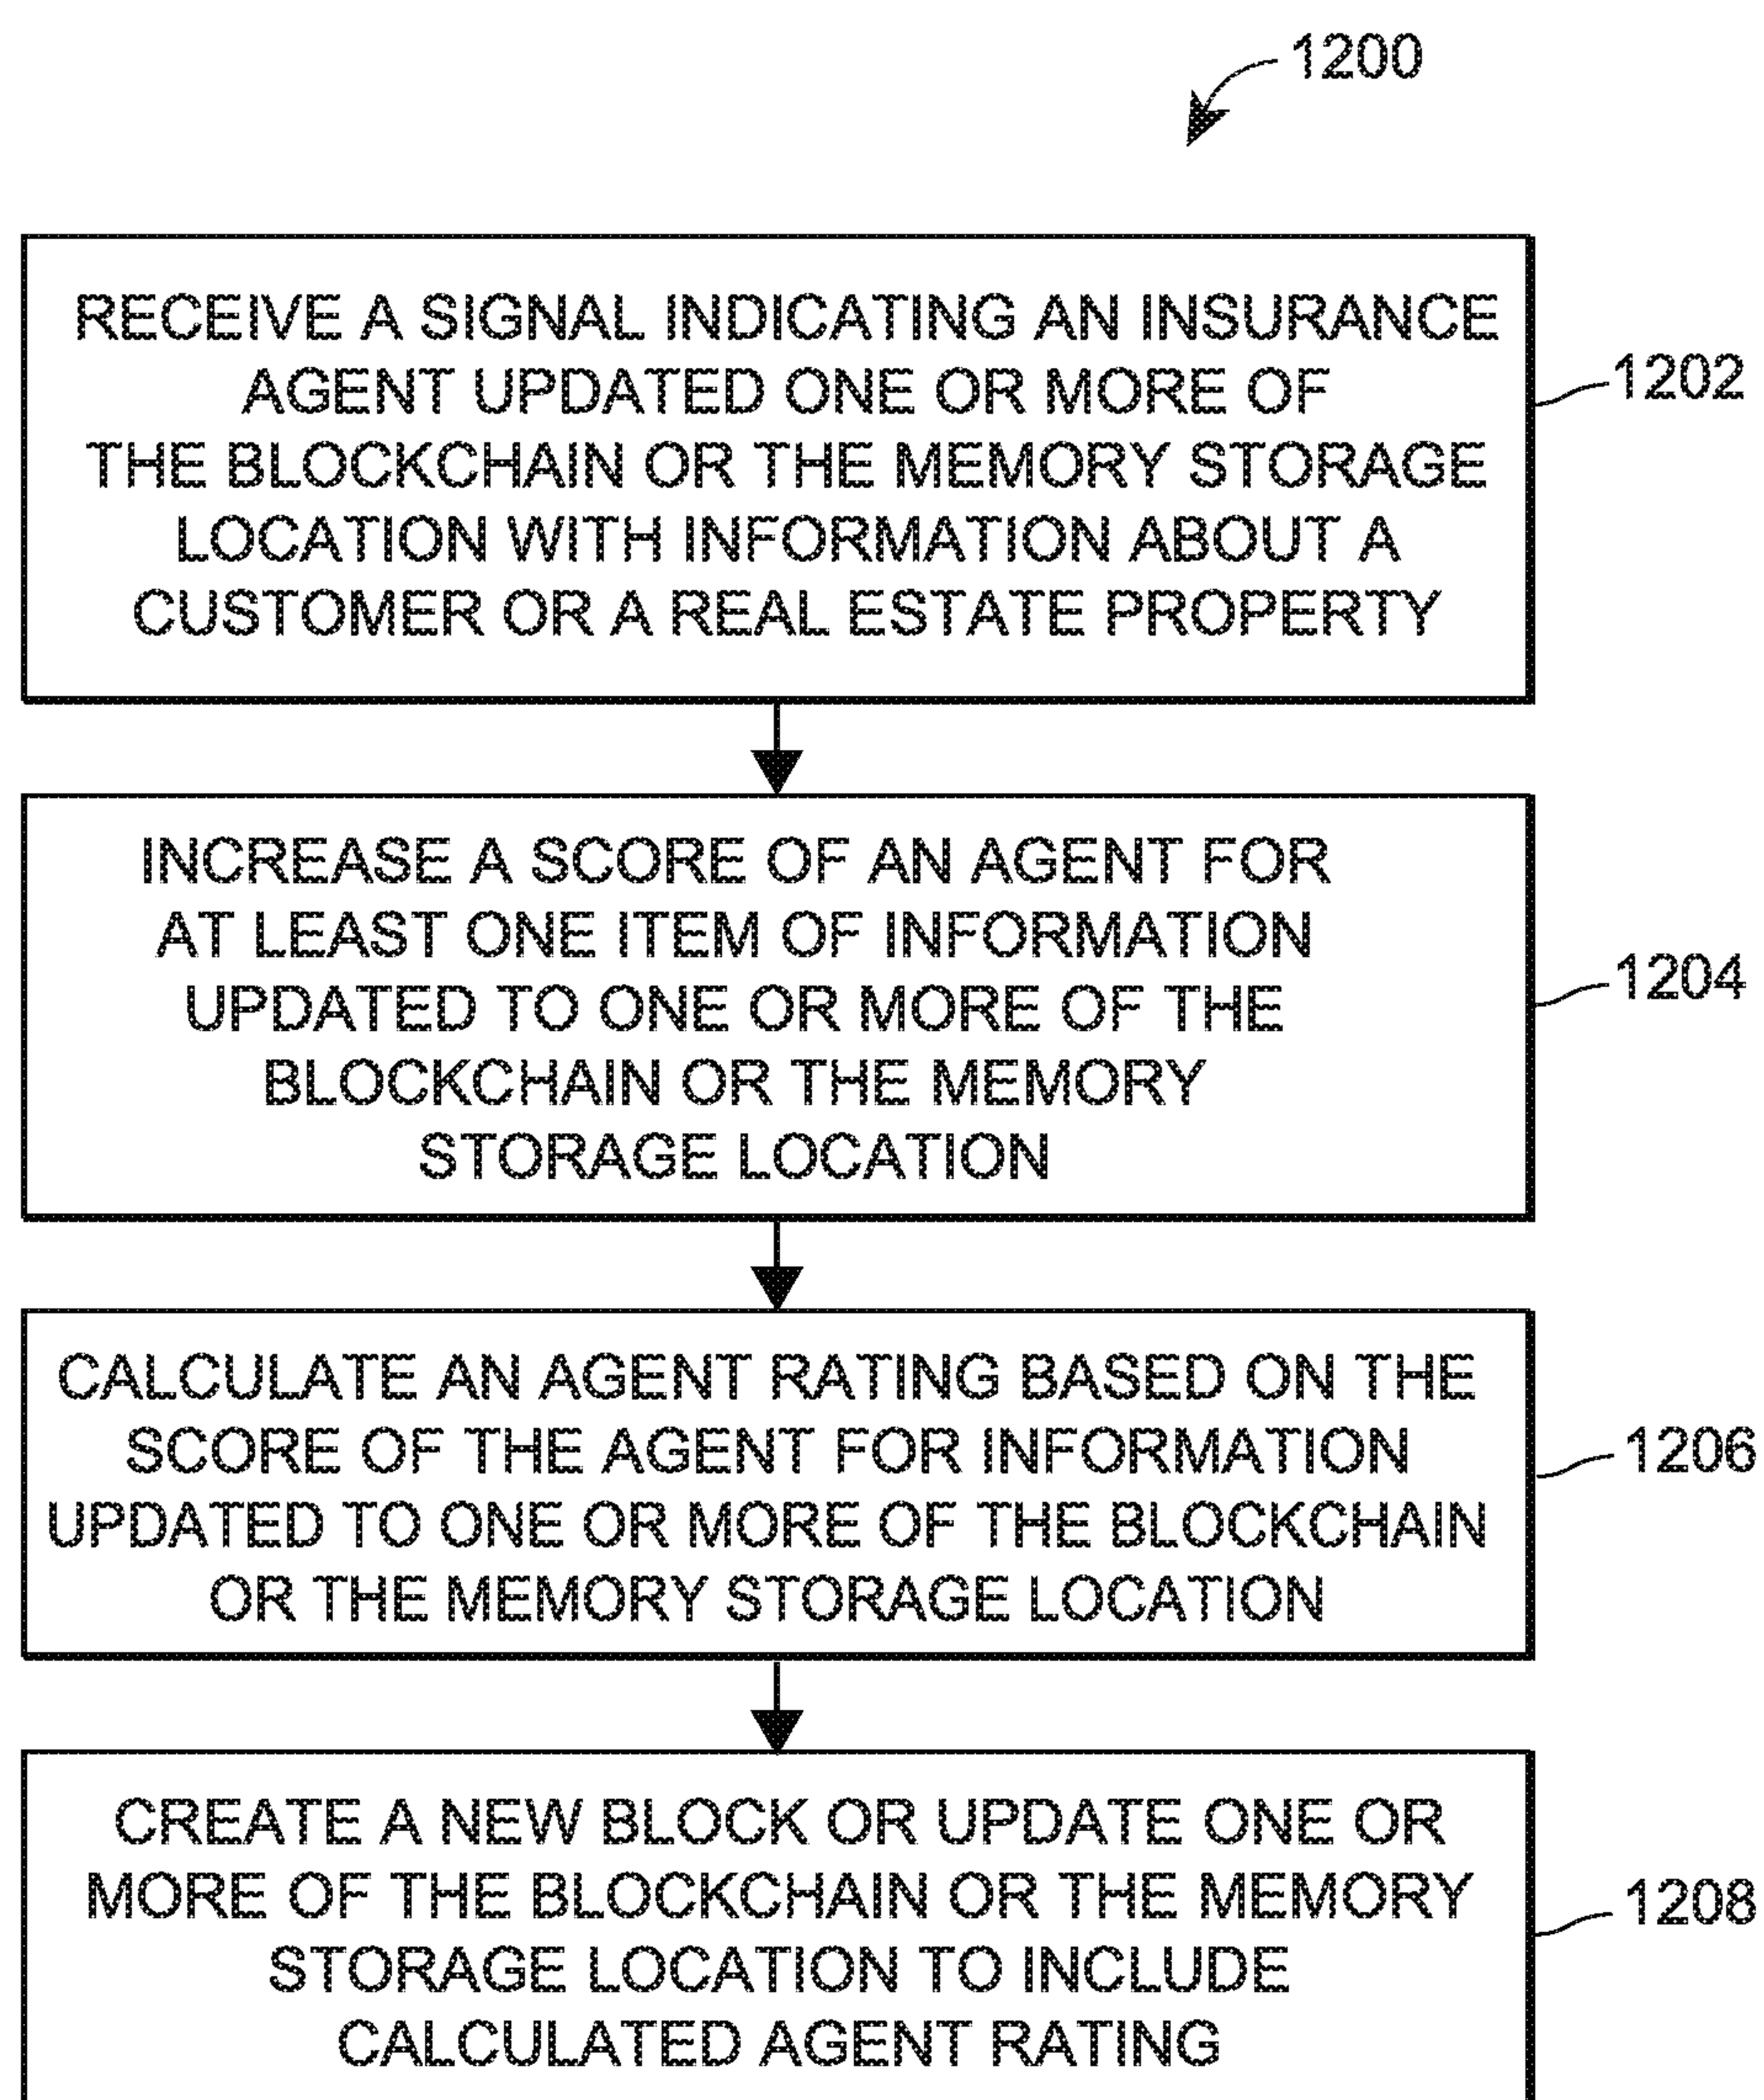 1200
RECEIVE A SIGNAL INDICATING AN INSURANCE
AGENT UPDATED ONE OR MORE OF
THE BLOCKCHAIN OR THE MEMORY STORAGE
LOCATION WITH INFORMATION ABOUT A
CUSTOMER OR A REAL ESTATE PROPERTY
1202
INCREASE A SCORE OF AN AGENT FOR
AT LEAST ONE ITEM OF INFORMATION
UPDATED TO ONE OR MORE OF THE
BLOCKCHAIN OR THE MEMORY
STORAGE LOCATION
1204
CALCULATE AN AGENT RATING BASED ON THE
SCORE OF THE AGENT FOR INFORMATION
UPDATED TO ONE OR MORE OF THE BLOCKCHAIN
OR THE MEMORY STORAGE LOCATION
1206
CREATE A NEW BLOCK OR UPDATE ONE OR
MORE OF THE BLOCKCHAIN OR THE MEMORY
STORAGE LOCATION TO INCLUDE
CALCULATED AGENT RATING
1208